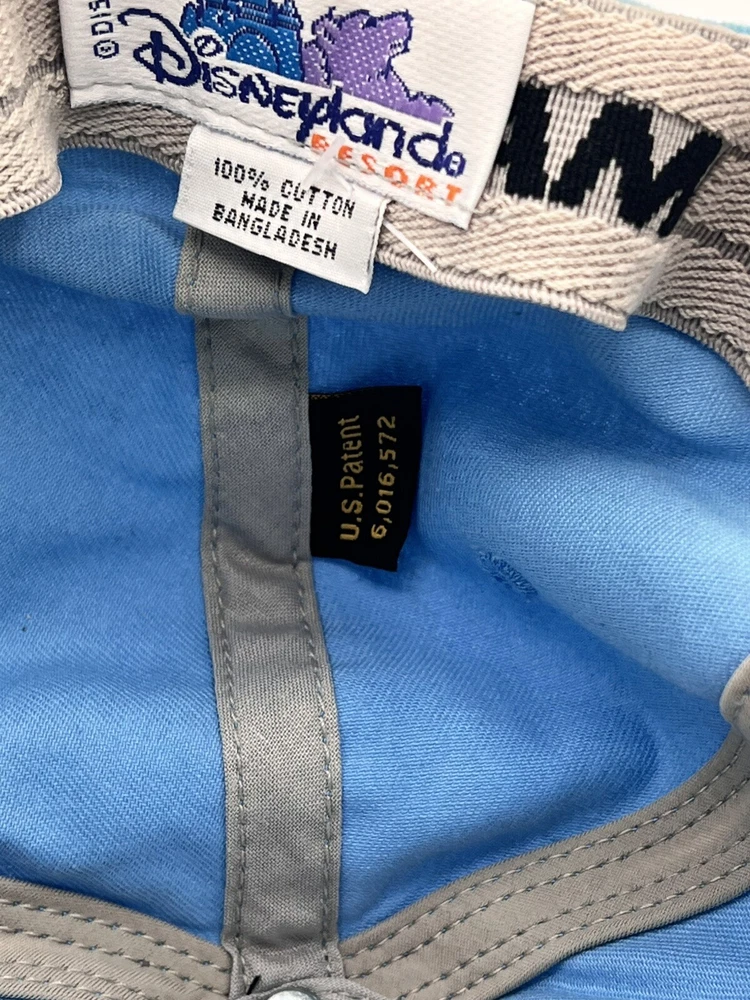 ©DIS
Disneyland®
RESORT
100% COTTON
MADE IN
BANGLADESH
U.S.Patent
6,016,572